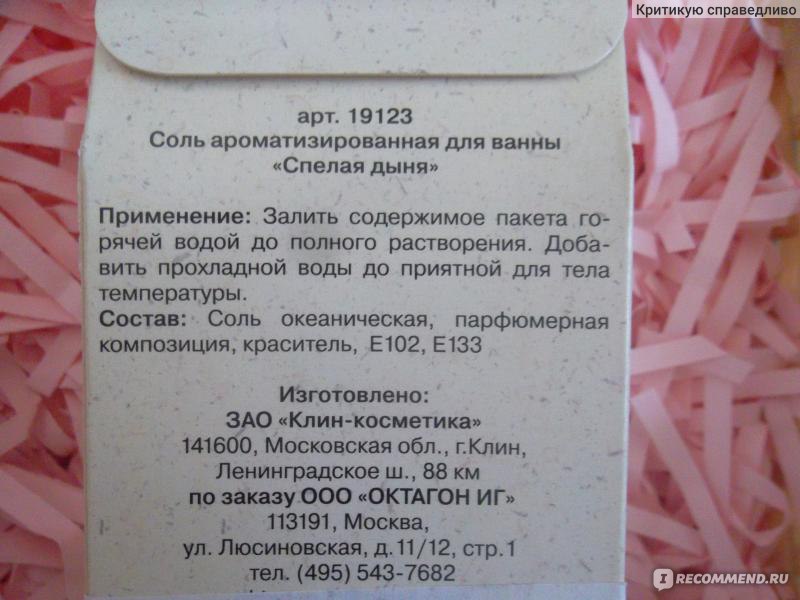 Критикую справедливо
арт. 19123
Соль ароматизированная для ванны
«Спелая дыня»
Применение: Залить содержимое пакета го-
рячей водой до полного растворения. Доба-
вить прохладной воды до приятной для тела
температуры.
Состав: Соль океаническая, парфюмерная
композиция, краситель, Е102, Е133
Изготовлено:
ЗАО «Клин-косметика»
141600, Московская обл., г.Клин,
Ленинградское ш., 88 км
по заказу ООО «ОКТАГОН ИГ»
113191, Москва,
ул. Люсиновская, д.11/12, стр.1
тел. (495) 543-7682
IRECOMMEND.RU